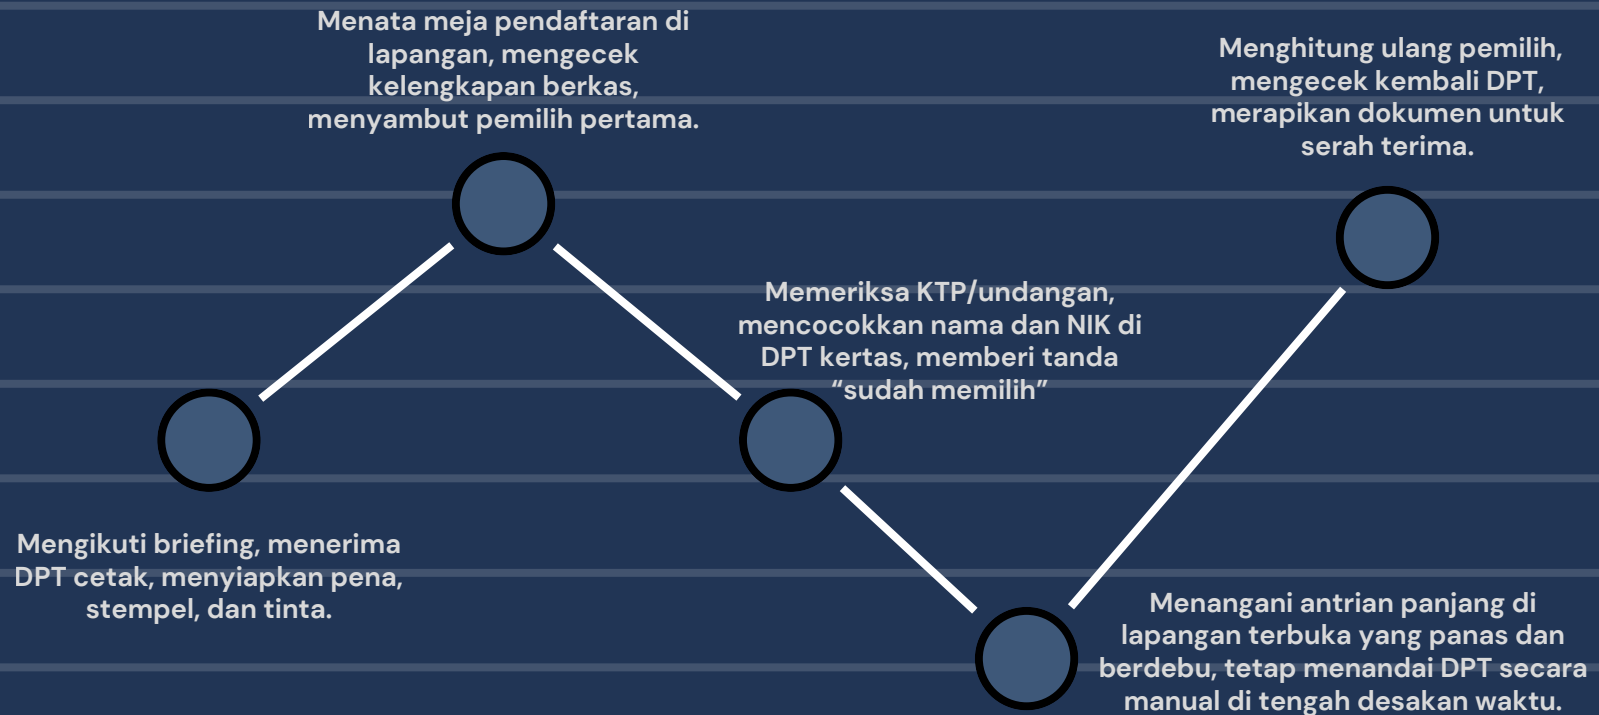 Menata meja pendaftaran di
lapangan, mengecek
kelengkapan berkas,
menyambut pemilih pertama.
Menghitung ulang pemilih,
mengecek kembali DPT,
merapikan dokumen untuk
serah terima.
Memeriksa KTP/undangan,
mencocokkan nama dan NIK di
DPT kertas, memberi tanda
“sudah memilih”
Mengikuti briefing, menerima
DPT cetak, menyiapkan pena,
stempel, dan tinta.
Menangani antrian panjang di
lapangan terbuka yang panas dan
berdebu, tetap menandai DPT secara
manual di tengah desakan waktu.